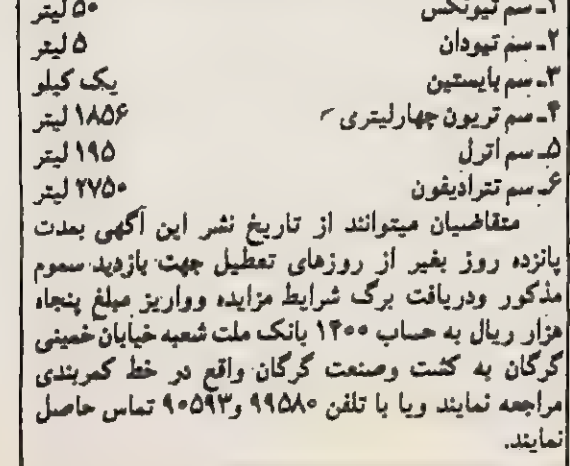 ۱ـ سم تیونکس ۵۰ لیتر
۲ـ سم تیودان ۵ لیتر
۳ـ سم بایستین یک کیلو
۴ـ سم تریون چهارلیتری ۱۸۵۶ لیتر
۵ـ سم اترل ۱۹۵ لیتر
۶ـ سم تترادیفون ۲۷۵۰ لیتر
متقاضیان میتوانند از تاریخ نشر این آگهی بمدت
پانزده روز بغیر از روزهای تعطیل جهت بازدید سموم
مذکور ودریافت برگ شرایط مزایده وواریز مبلغ پنجاه
هزار ریال به حساب ۱۴۰۰ بانک ملت شعبه خیابان خمینی
گرگان به کشت وصنعت گرگان واقع در خط کمربندی
مراجعه نمایند ویا با تلفن ۹۹۵۸۰ و۹۰۵۹۳ تماس حاصل
نمایند.